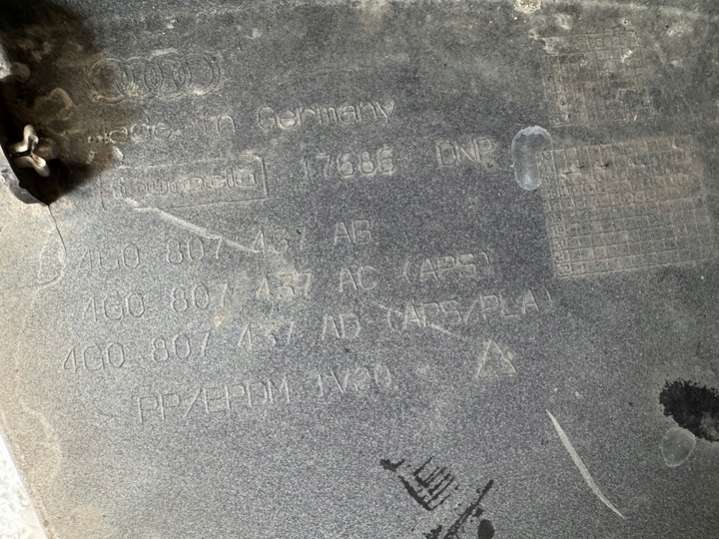 Made in Germany
faurecia 17686 DNP
4G0 807 437 AB
4G0 807 437 AC (APS)
4G0 807 437 AD (APS/PLA)
PP/EPDM TV20